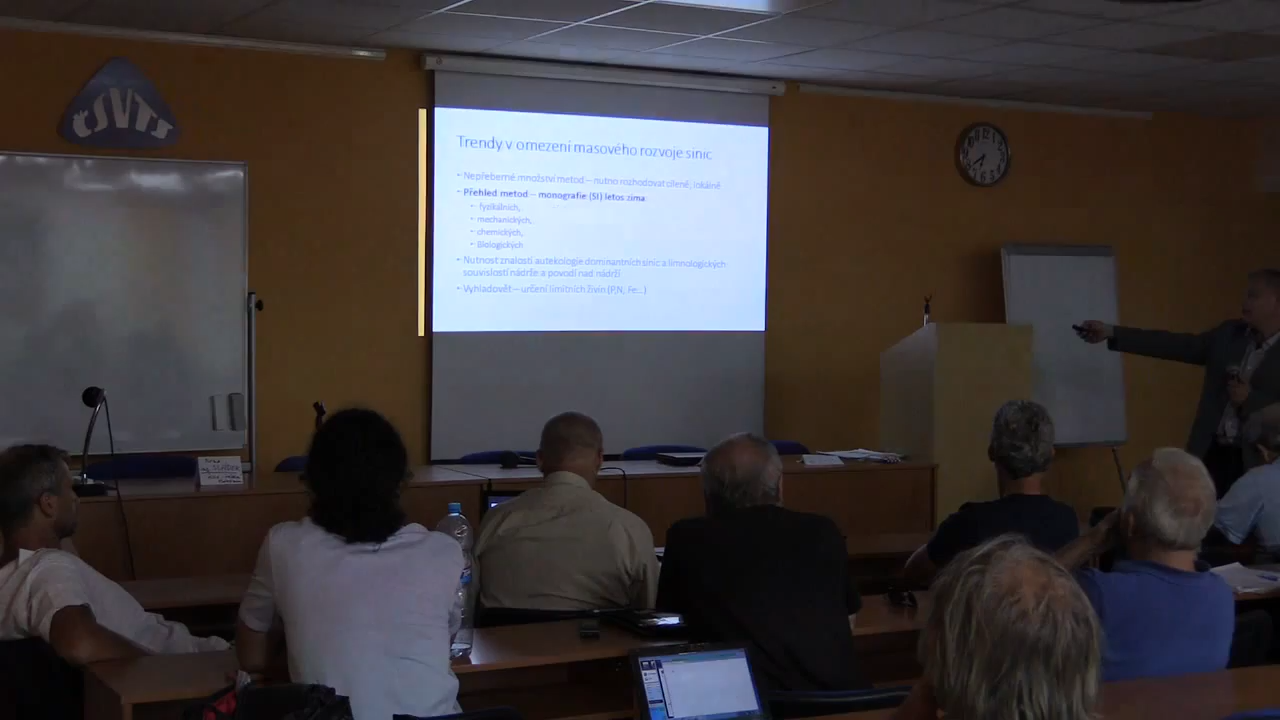 ČSVTS
Trendy v omezení masového rozvoje sinic
- Nepřeberné množství metod – nutno rozhodovat cíleně, lokálně
- Přehled metod – monografie (SI) letos zima
- fyzikálních,
- mechanických,
- chemických,
- Biologických
- Nutnost znalostí autekologie dominantních sinic a limnologických
souvislostí nádrže a povodí nad nádrží
- Vyhladovět – určení limitních živin (P,N, Fe...)